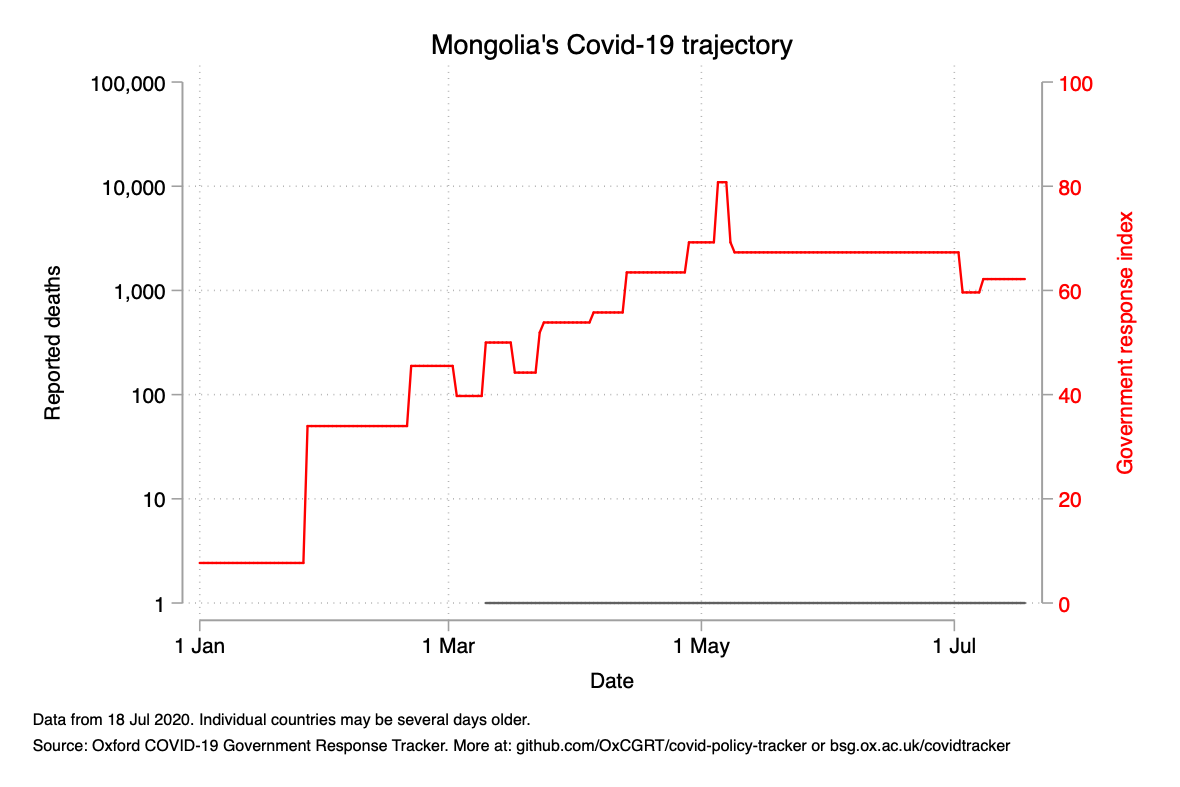 Mongolia's Covid-19 trajectory
100,000
10,000
1,000
100
10
1
Reported deaths
100
80
60
40
20
0
Government response index
1 Jan
1 Mar
1 May
1 Jul
Date
Data from 18 Jul 2020. Individual countries may be several days older.
Source: Oxford COVID-19 Government Response Tracker. More at: github.com/OxCGRT/covid-policy-tracker or bsg.ox.ac.uk/covidtracker